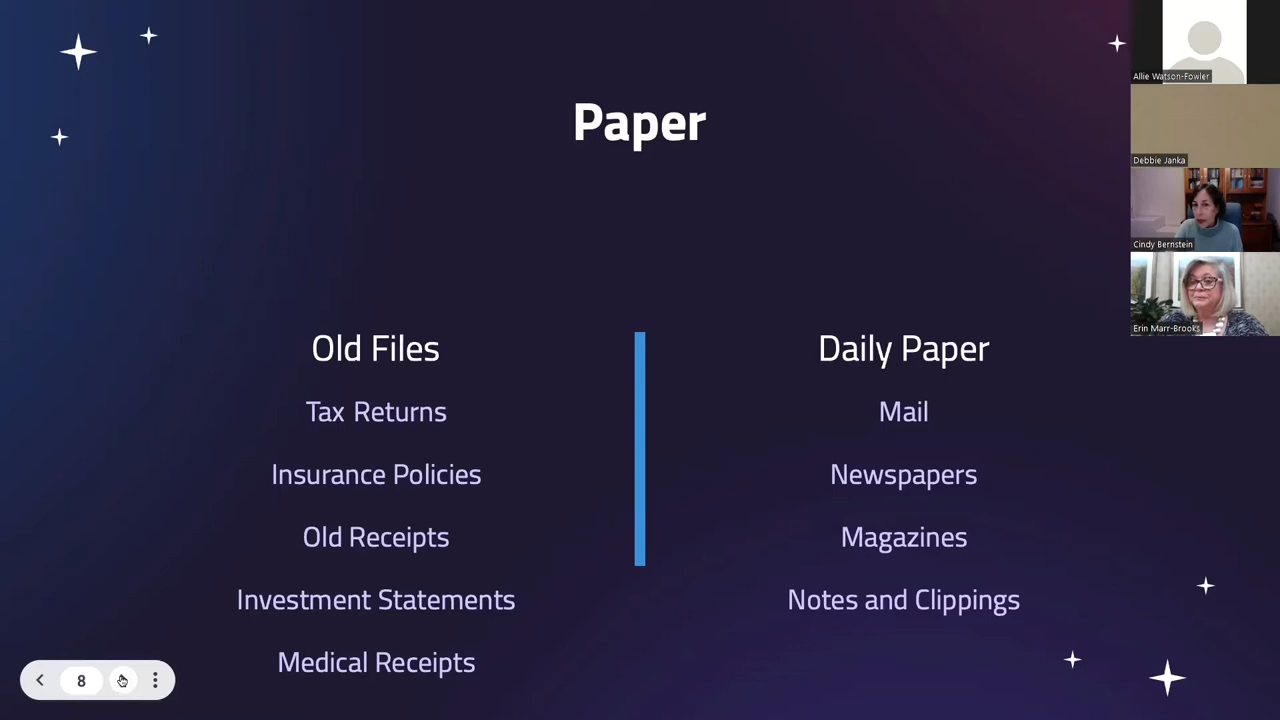 Paper
Old Files
Tax Returns
Insurance Policies
Old Receipts
Investment Statements
Medical Receipts
Daily Paper
Mail
Newspapers
Magazines
Notes and Clippings
Allie Watson-Fowler
Debbie Janka
Cindy Bernstein
Erin Marr-Brooks
8